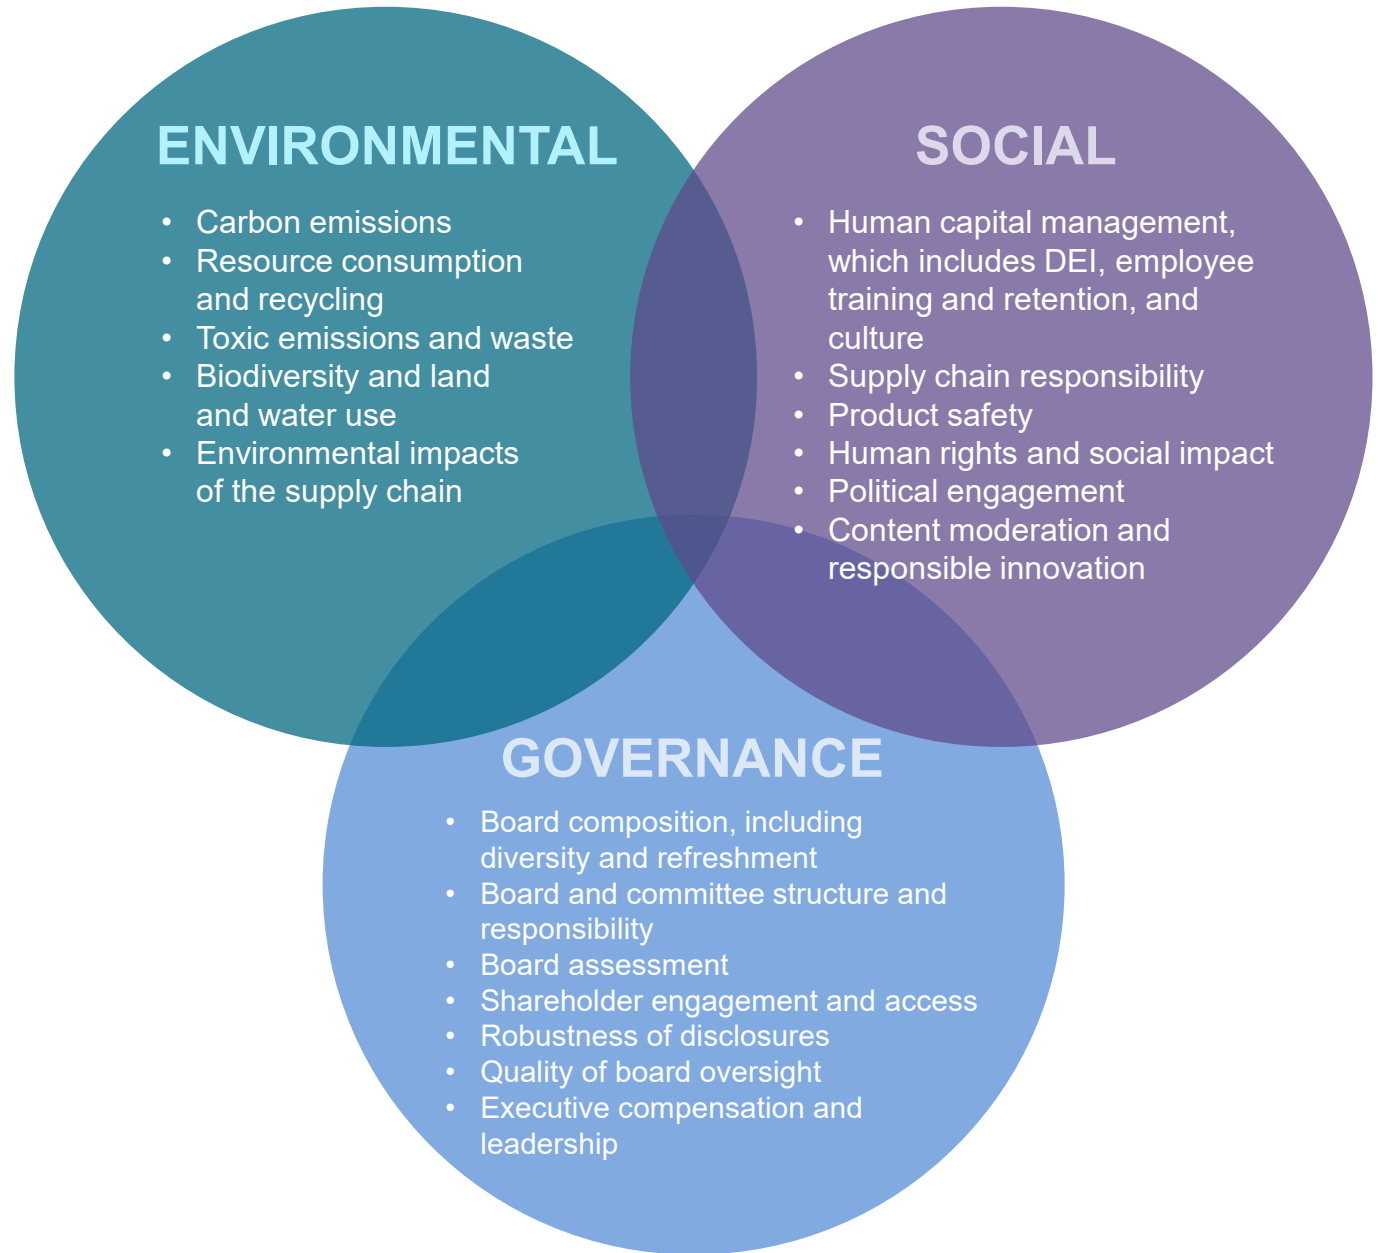 ENVIRONMENTAL
• Carbon emissions
• Resource consumption
and recycling
• Toxic emissions and waste
• Biodiversity and land
and water use
• Environmental impacts
of the supply chain
SOCIAL
• Human capital management,
which includes DEI, employee
training and retention, and
culture
• Supply chain responsibility
• Product safety
• Human rights and social impact
• Political engagement
• Content moderation and
responsible innovation
GOVERNANCE
• Board composition, including
diversity and refreshment
• Board and committee structure and
responsibility
• Board assessment
• Shareholder engagement and access
• Robustness of disclosures
• Quality of board oversight
• Executive compensation and
leadership